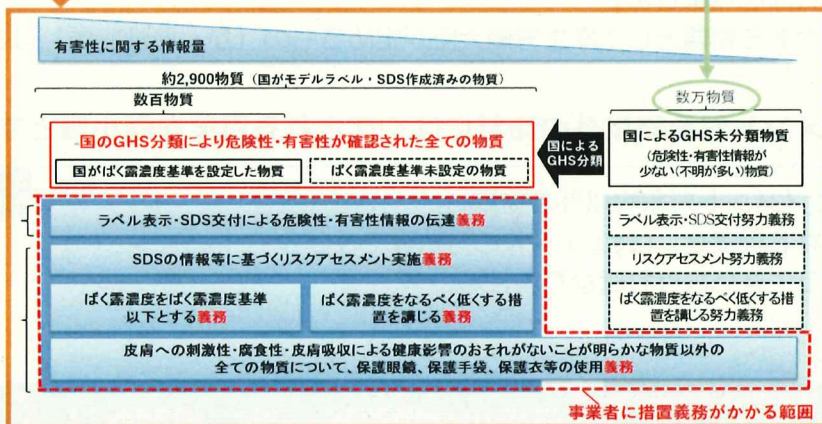 有害性に関する情報量
約2,900物質(国がモデルラベル・SDS作成済みの物質)
数百物質
数万物質
国のGHS分類により危険性・有害性が確認された全ての物質
国がばく露濃度基準を設定した物質
ばく露濃度基準未設定の物質
国による
GHS分類
国によるGHS未分類物質
(危険性・有害性情報が
少ない(不明が多い)物質)
ラベル表示・SDS交付による危険性・有害性情報の伝達義務
ラベル表示・SDS交付努力義務
SDSの情報等に基づくリスクアセスメント実施義務
リスクアセスメント努力義務
ばく露濃度をばく露濃度基準
以下とする義務
ばく露濃度をなるべく低くする措
置を講じる義務
ばく露濃度をなるべく低くする措
置を講じる努力義務
皮膚への刺激性・腐食性・皮膚吸収による健康影響のおそれがないことが明らかな物質以外の
全ての物質について、保護眼鏡、保護手袋、保護衣等の使用義務
事業者に措置義務がかかる範囲